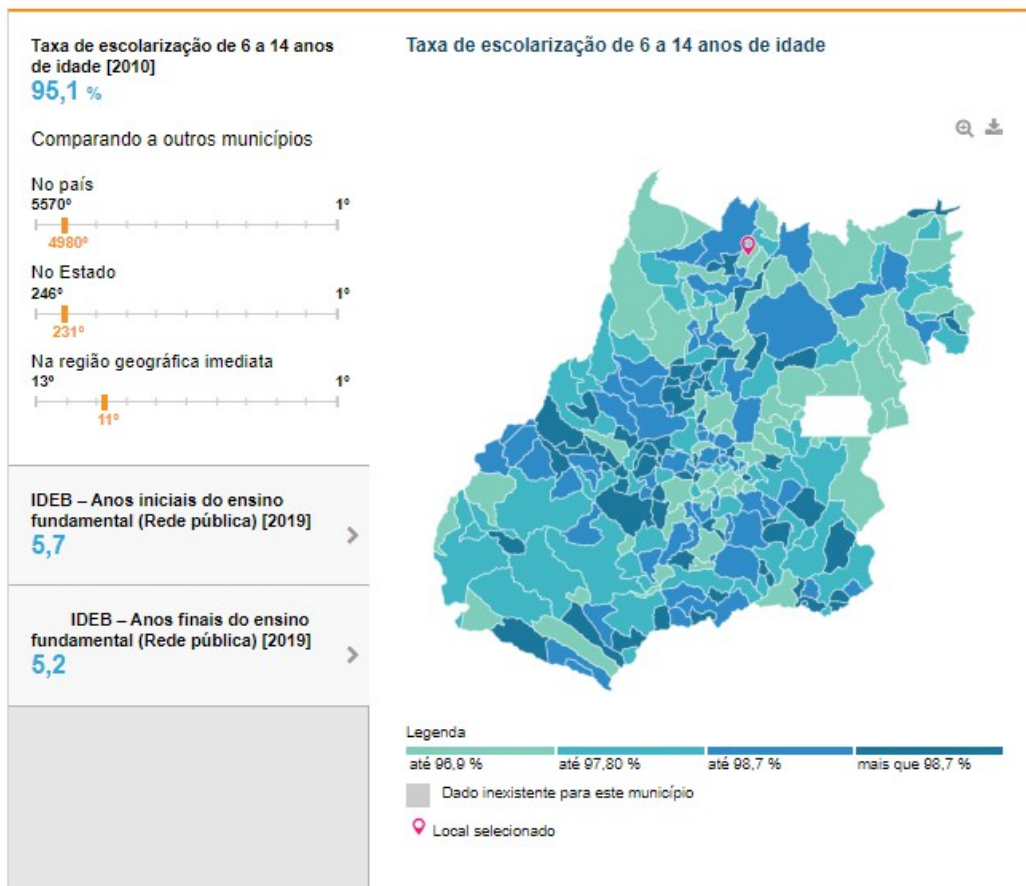 Taxa de escolarização de 6 a 14 anos
de idade [2010]
95,1 %
Comparando a outros municípios
No país
5570º 1º
4980º
No Estado
246º 1º
231º
Na região geográfica imediata
13º 1º
11º
IDEB – Anos iniciais do ensino
fundamental (Rede pública) [2019]
5,7
IDEB – Anos finais do ensino
fundamental (Rede pública) [2019]
5,2
Taxa de escolarização de 6 a 14 anos de idade
Legenda
até 96,9 % até 97,80 % até 98,7 % mais que 98,7 %
Dado inexistente para este município
Local selecionado